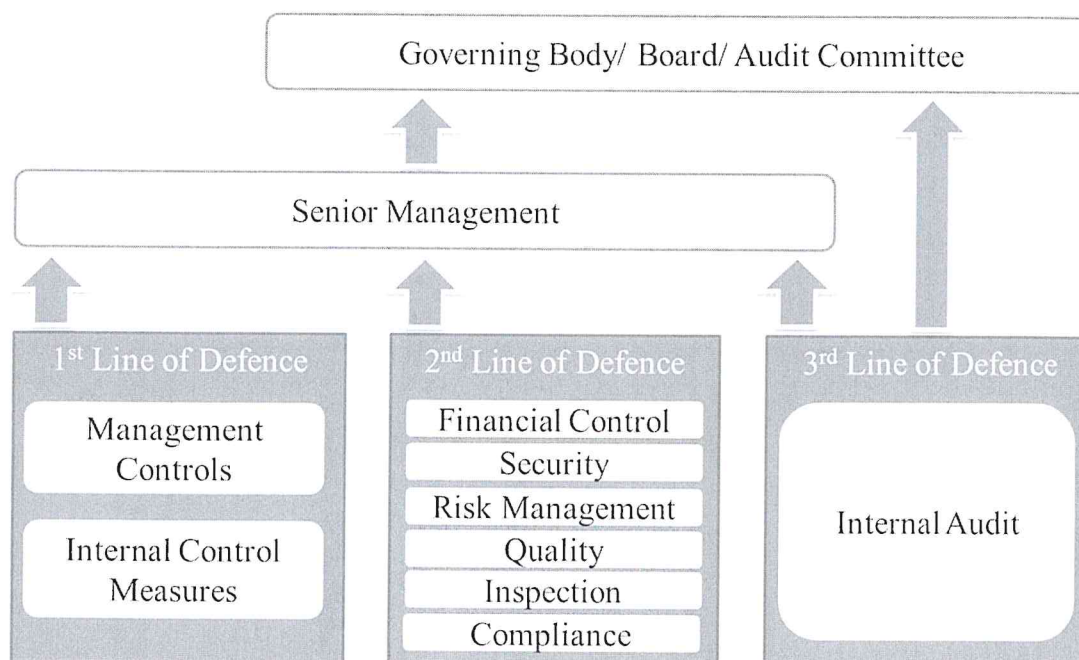 Governing Body/ Board/ Audit Committee
Senior Management
1st Line of Defence
Management
Controls
Internal Control
Measures
2nd Line of Defence
Financial Control
Security
Risk Management
Quality
Inspection
Compliance
3rd Line of Defence
Internal Audit